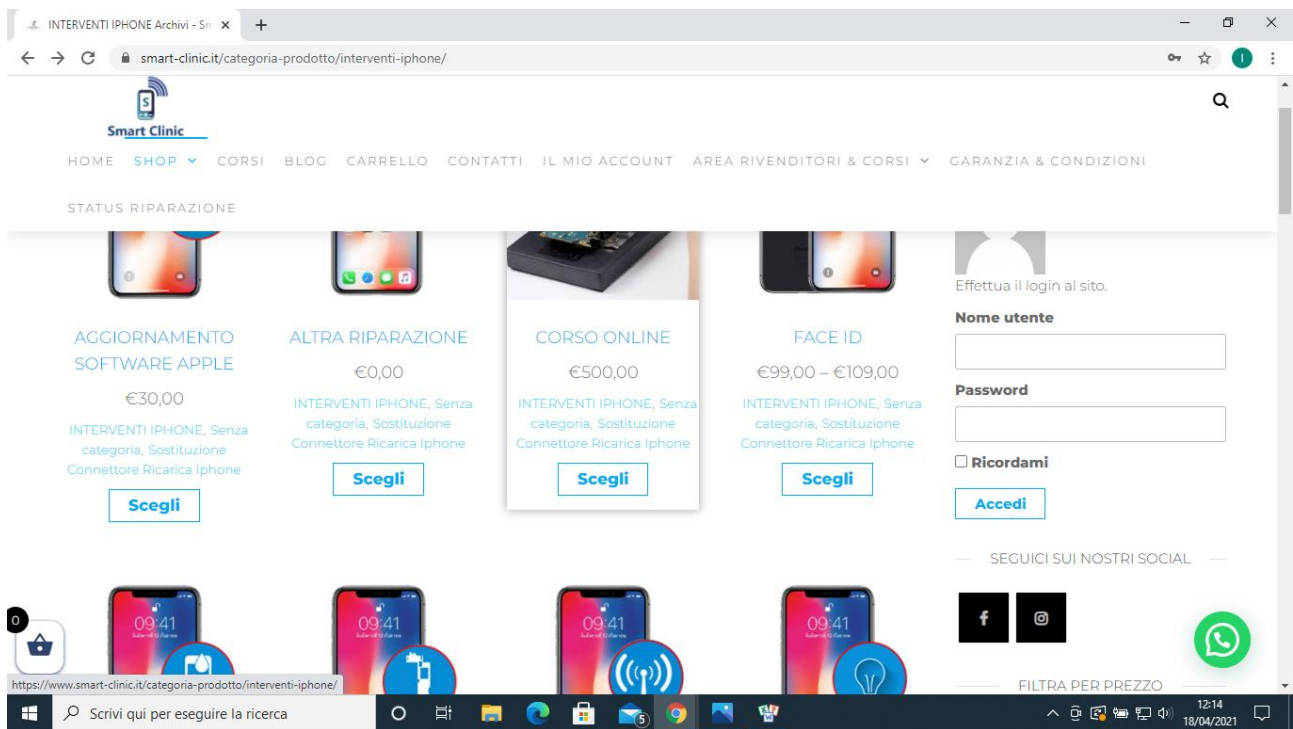 INTERVENTI IPHONE Archivi - Sm
smart-clinic.it/categoria-prodotto/interventi-iphone/
I
S
Smart Clinic
HOME SHOP CORSI BLOG CARRELLO CONTATTI IL MIO ACCOUNT AREA RIVENDITORI & CORSI GARANZIA & CONDIZIONI
STATUS RIPARAZIONE
AGGIORNAMENTO
SOFTWARE APPLE
€30,00
INTERVENTI IPHONE, Senza
categoria, Sostituzione
Connettore Ricarica Iphone
Scegli
ALTRA RIPARAZIONE
€0,00
INTERVENTI IPHONE, Senza
categoria, Sostituzione
Connettore Ricarica Iphone
Scegli
CORSO ONLINE
€500,00
INTERVENTI IPHONE, Senza
categoria, Sostituzione
Connettore Ricarica Iphone
Scegli
FACE ID
€99,00 – €109,00
INTERVENTI IPHONE, Senza
categoria, Sostituzione
Connettore Ricarica Iphone
Scegli
Effettua il login al sito.
Nome utente
Password
Ricordami
Accedi
SEGUICI SUI NOSTRI SOCIAL
FILTRA PER PREZZO
09:41
09:41
09:41
09:41
0
https://www.smart-clinic.it/categoria-prodotto/interventi-iphone/
Scrivi qui per eseguire la ricerca
5
12:14
18/04/2021